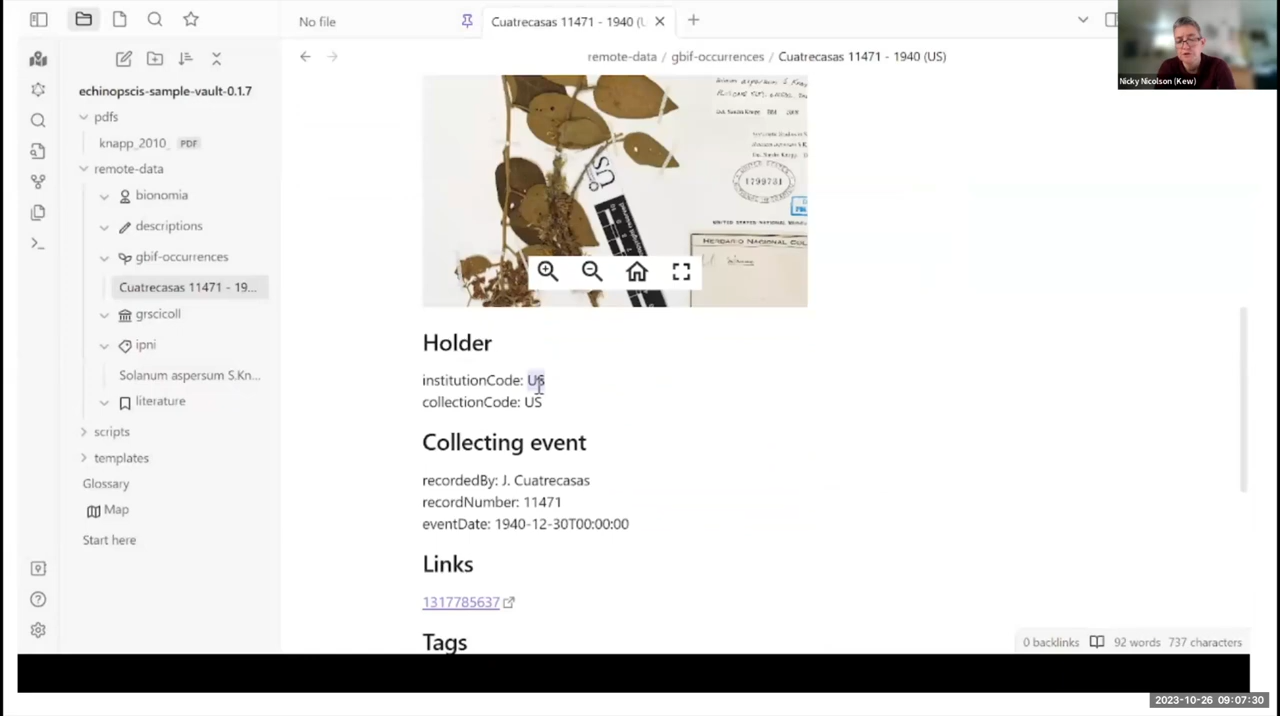 No file
Cuatrecasas 11471 - 1940 (U
echinopscis-sample-vault-0.1.7
pdfs
knapp_2010_ PDF
remote-data
bionomia
descriptions
gbif-occurrences
Cuatrecasas 11471 - 19...
grscicoll
ipni
Solanum aspersum S.Kn...
literature
scripts
templates
Glossary
Map
Start here
remote-data / gbif-occurrences / Cuatrecasas 11471 - 1940 (US)
US
1799731
HERBARIO NACIONAL COL
Holder
institutionCode: US
collectionCode: US
Collecting event
recordedBy: J. Cuatrecasas
recordNumber: 11471
eventDate: 1940-12-30T00:00:00
Links
1317785637
Tags
0 backlinks 92 words 737 characters
Nicky Nicolson (Kew)
2023-10-26 09:07:30